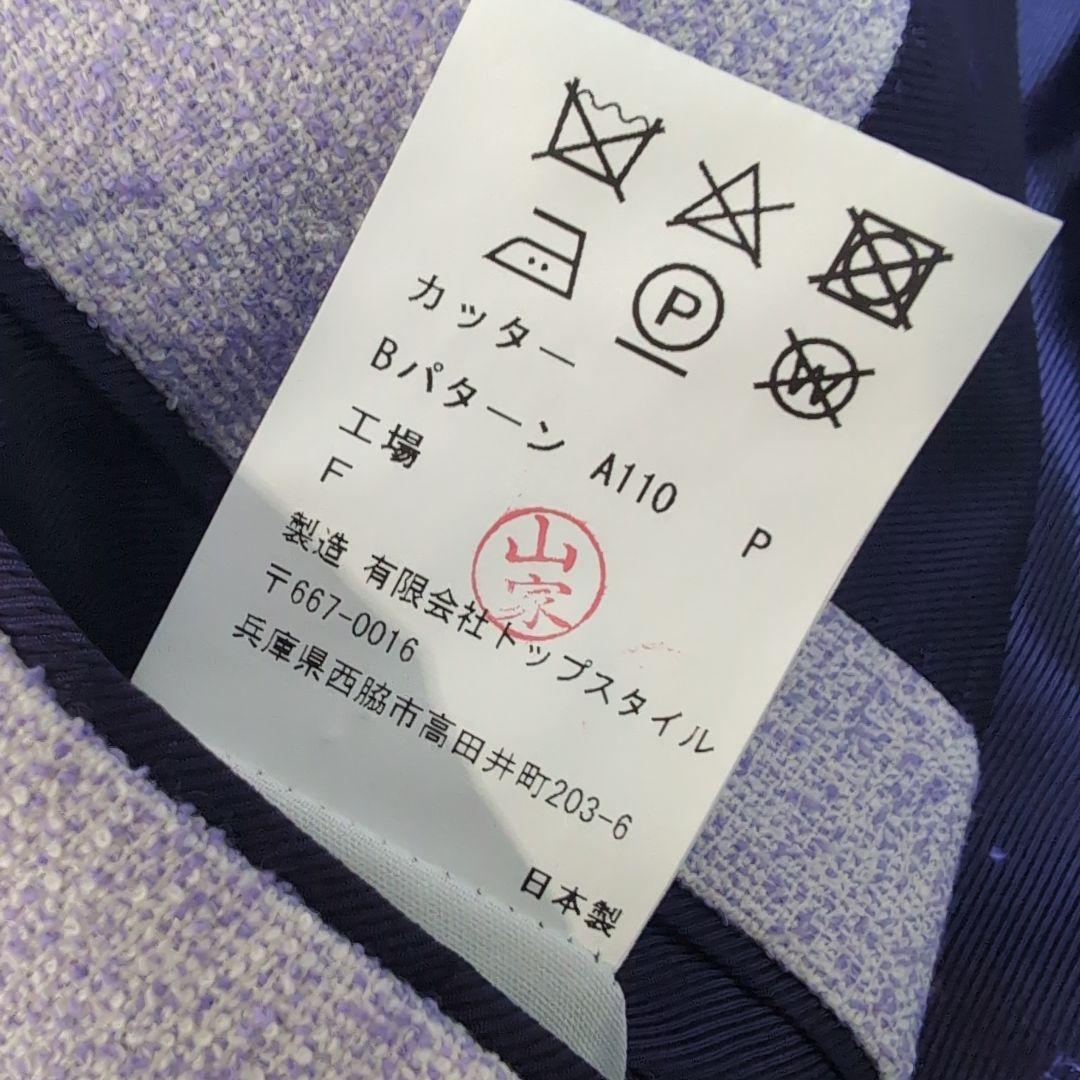 P
カッター
Bパターン A110 P
工場
F
山家
製造 有限会社トップスタイル
〒667-0016
兵庫県西脇市高田井町203-6
日本製